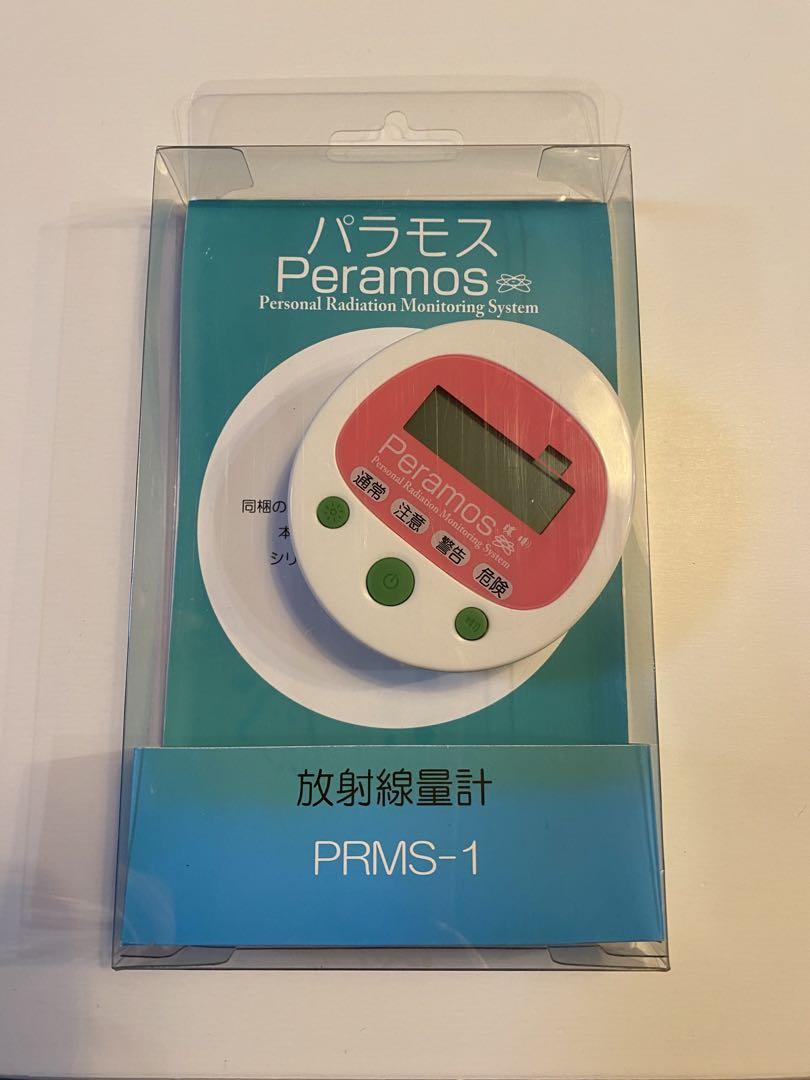 パラモス
Peramos
Personal Radiation Monitoring System
Peramos
Personal Radiation Monitoring System
通常
注意
警告
危険
同梱の
本
シリ
放射線量計
PRMS-1